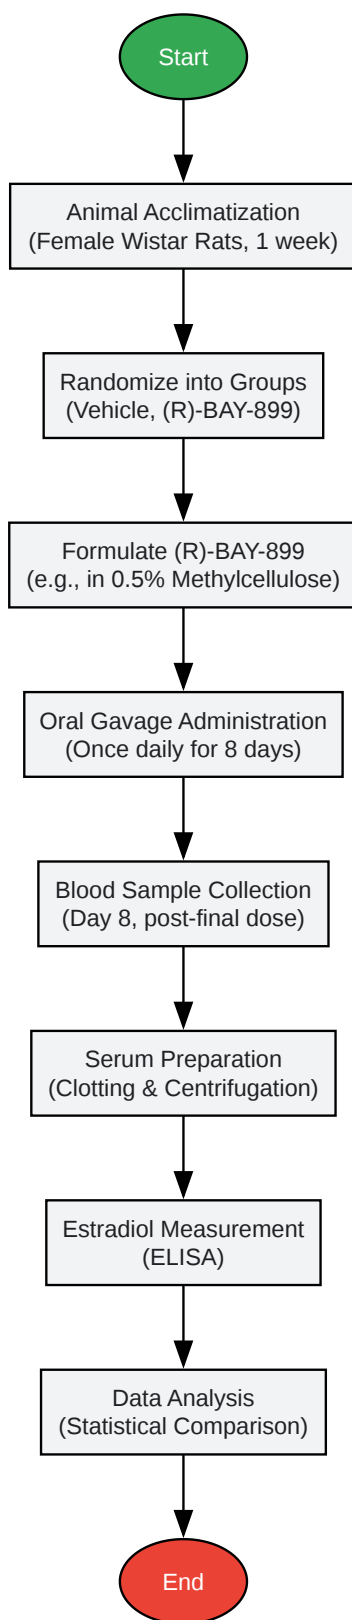 Start
Animal Acclimatization
(Female Wistar Rats, 1 week)
Randomize into Groups
(Vehicle, (R)-BAY-899)
Formulate (R)-BAY-899
(e.g., in 0.5% Methylcellulose)
Oral Gavage Administration
(Once daily for 8 days)
Blood Sample Collection
(Day 8, post-final dose)
Serum Preparation
(Clotting & Centrifugation)
Estradiol Measurement
(ELISA)
Data Analysis
(Statistical Comparison)
End